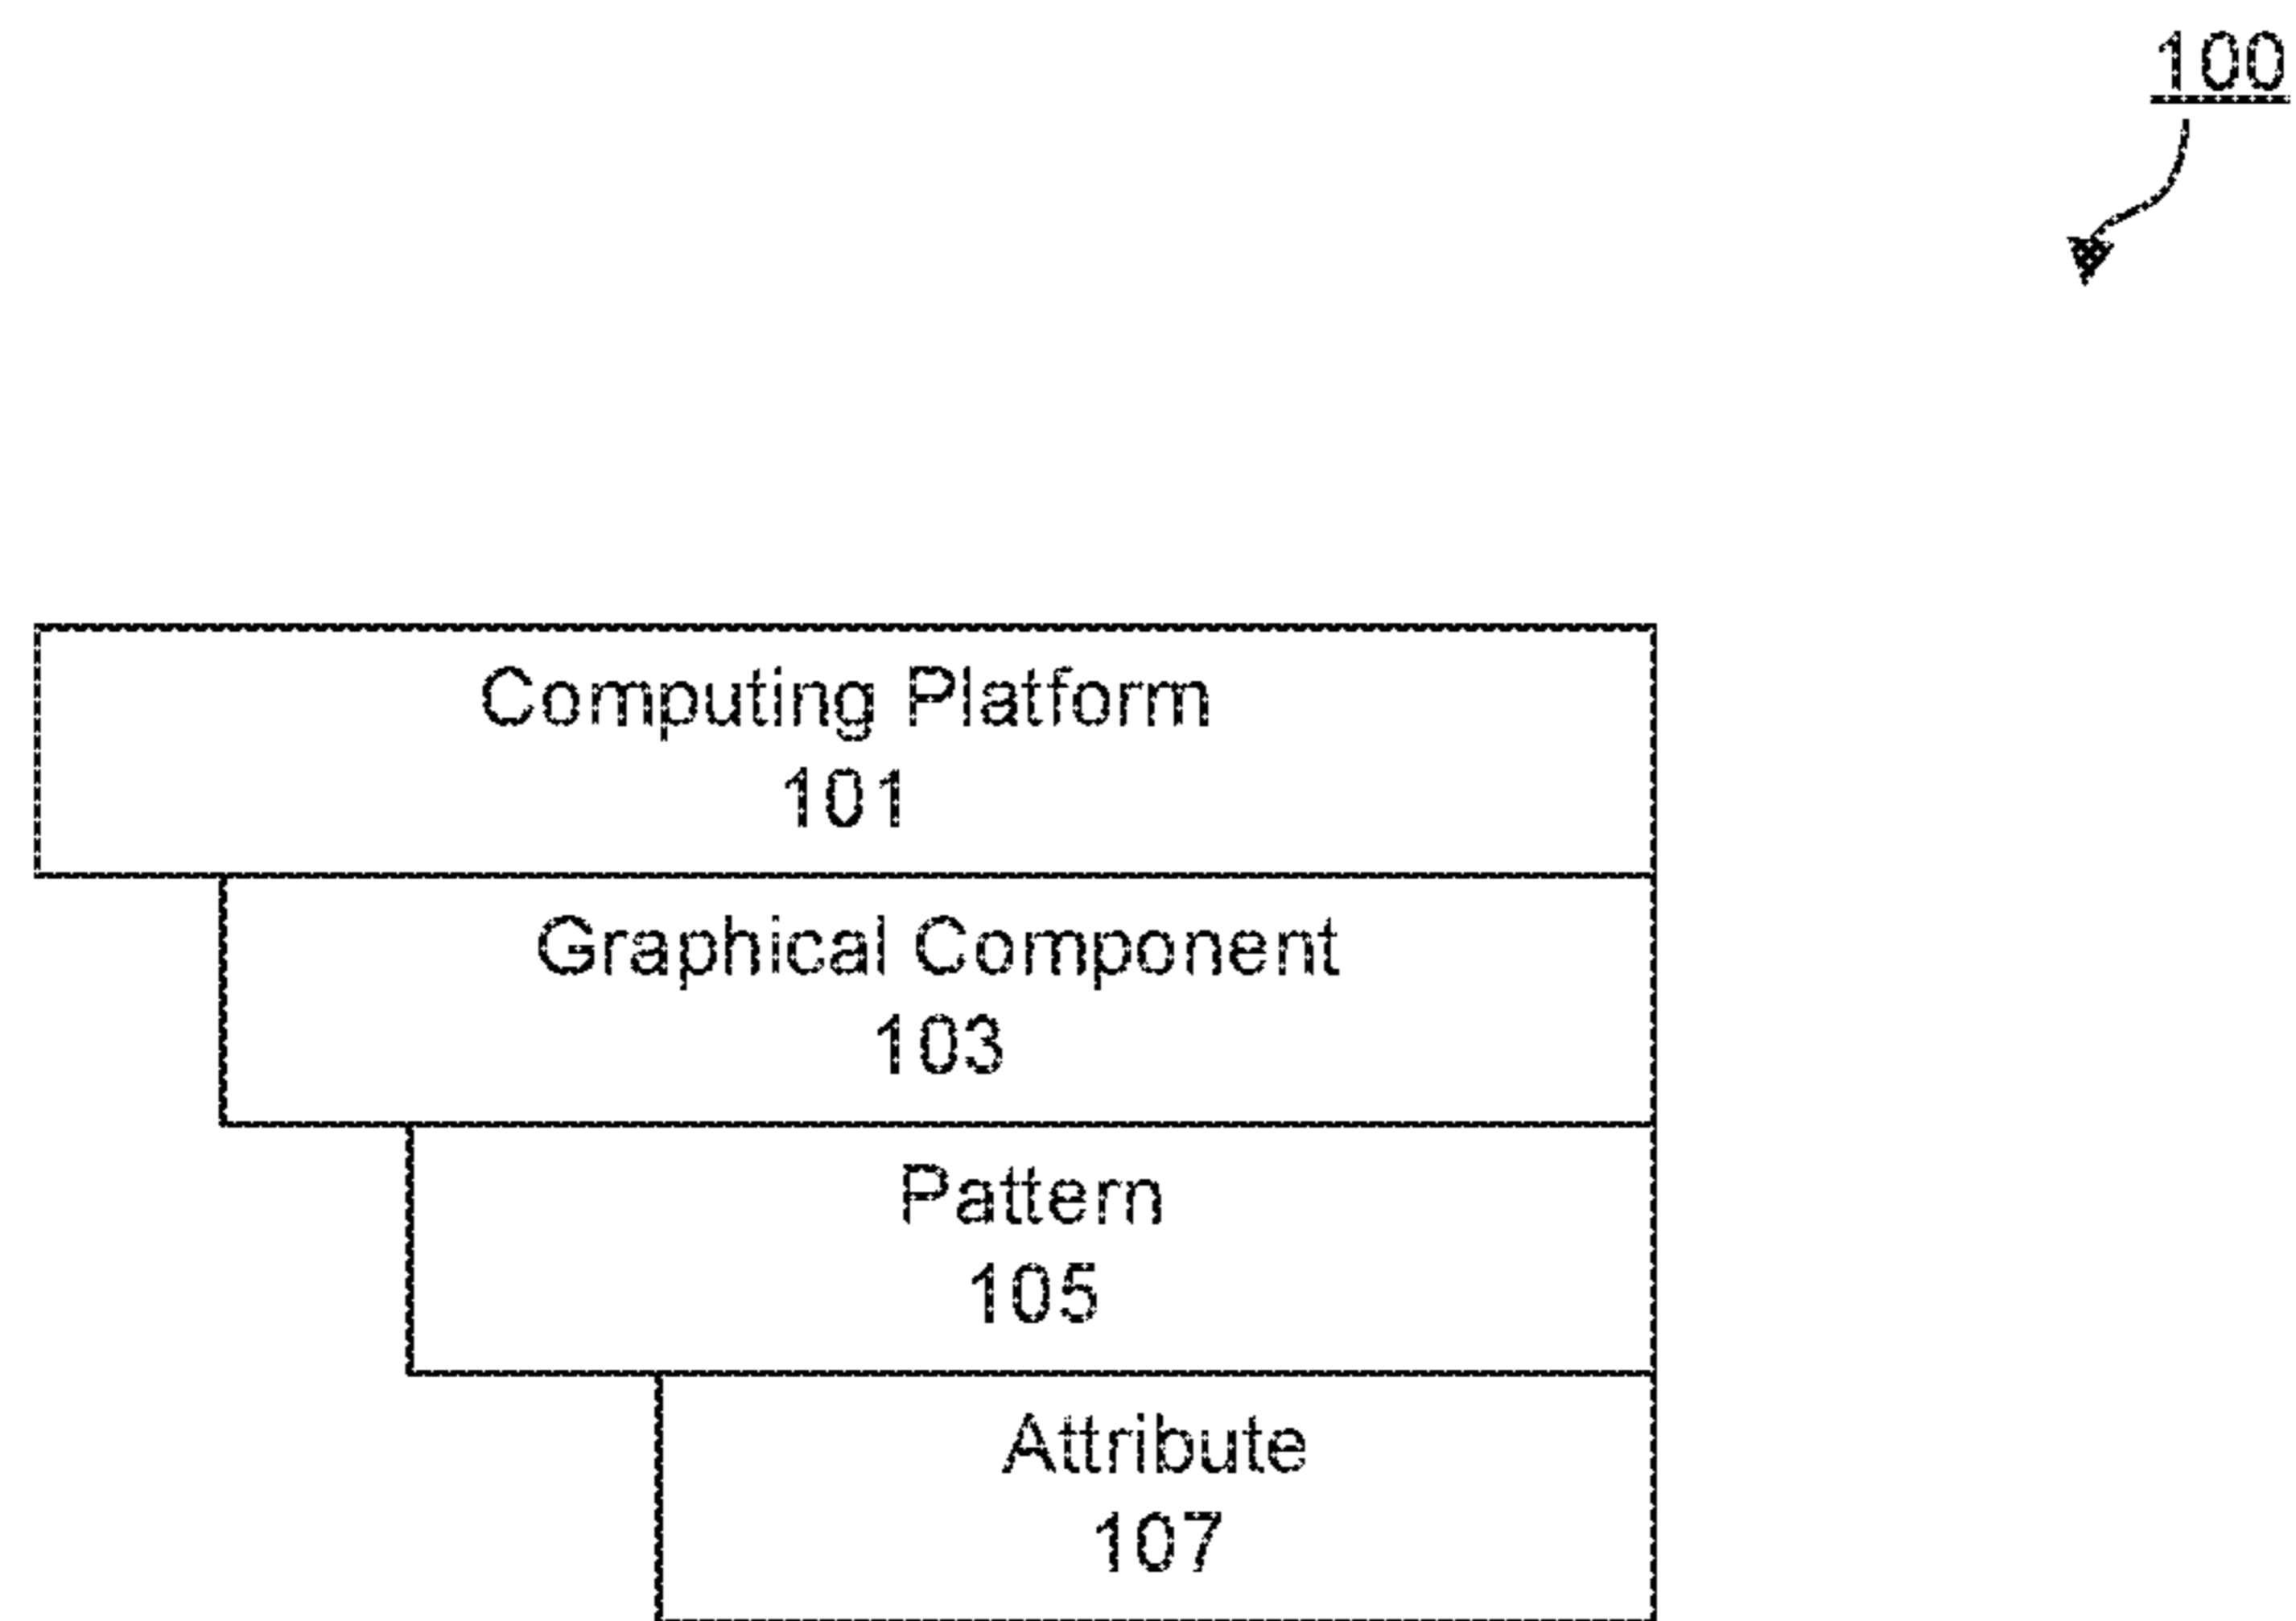 100
Computing Platform
101
Graphical Component
103
Pattern
105
Attribute
107